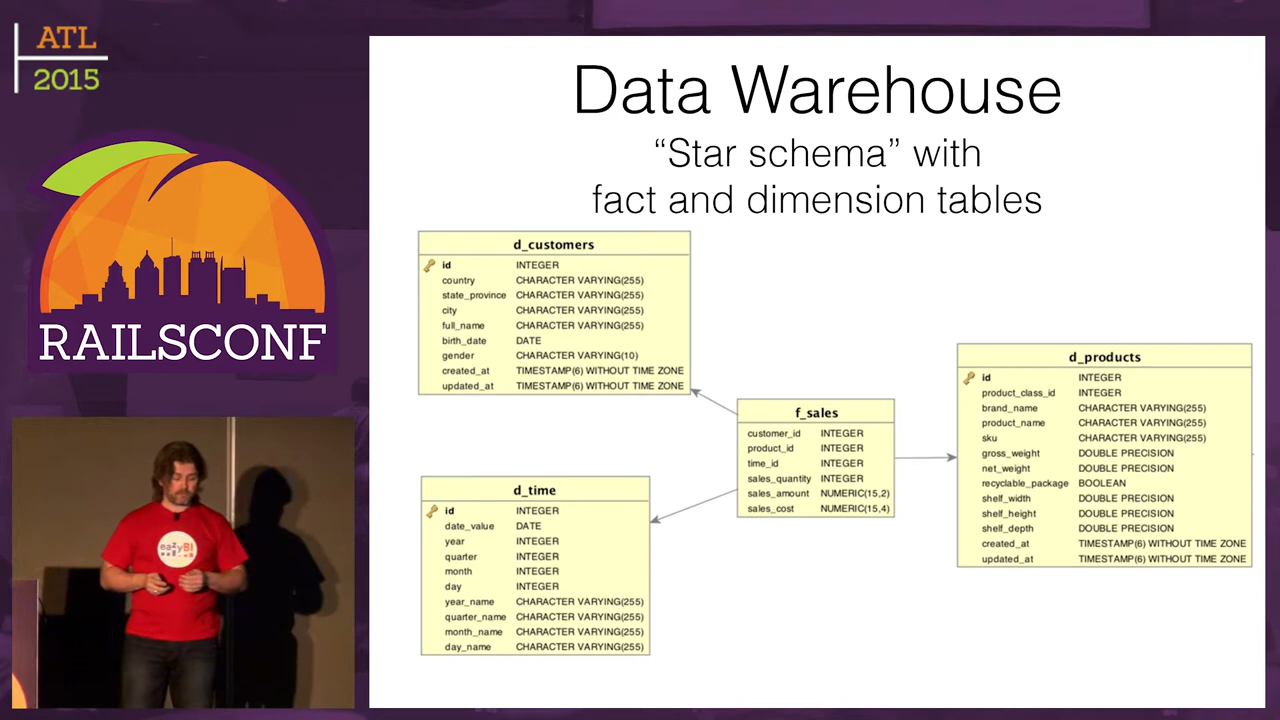 ATL
2015
RAILSCONF
eazyBI
Data Warehouse
“Star schema” with
fact and dimension tables
d_customers
id INTEGER
country CHARACTER VARYING(255)
state_province CHARACTER VARYING(255)
city CHARACTER VARYING(255)
full_name CHARACTER VARYING(255)
birth_date DATE
gender CHARACTER VARYING(10)
created_at TIMESTAMP(6) WITHOUT TIME ZONE
updated_at TIMESTAMP(6) WITHOUT TIME ZONE
f_sales
customer_id INTEGER
product_id INTEGER
time_id INTEGER
sales_quantity INTEGER
sales_amount NUMERIC(15,2)
sales_cost NUMERIC(15,4)
d_products
id INTEGER
product_class_id INTEGER
brand_name CHARACTER VARYING(255)
product_name CHARACTER VARYING(255)
sku CHARACTER VARYING(255)
gross_weight DOUBLE PRECISION
net_weight DOUBLE PRECISION
recyclable_package BOOLEAN
shelf_width DOUBLE PRECISION
shelf_height DOUBLE PRECISION
shelf_depth DOUBLE PRECISION
created_at TIMESTAMP(6) WITHOUT TIME ZONE
updated_at TIMESTAMP(6) WITHOUT TIME ZONE
d_time
id INTEGER
date_value DATE
year INTEGER
quarter INTEGER
month INTEGER
day INTEGER
year_name CHARACTER VARYING(255)
quarter_name CHARACTER VARYING(255)
month_name CHARACTER VARYING(255)
day_name CHARACTER VARYING(255)